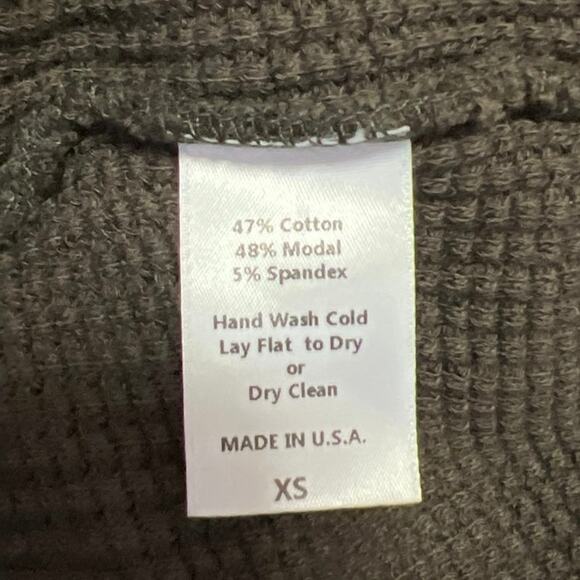 47% Cotton
48% Modal
5% Spandex
Hand Wash Cold
Lay Flat to Dry
or
Dry Clean
MADE IN U.S.A.
XS